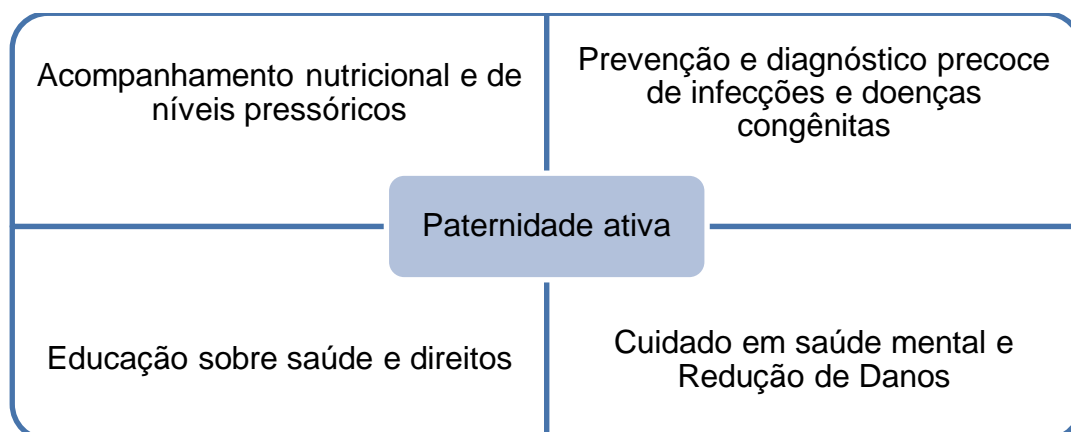 Acompanhamento nutricional e de
níveis pressóricos
Prevenção e diagnóstico precoce
de infecções e doenças
congênitas
Paternidade ativa
Educação sobre saúde e direitos
Cuidado em saúde mental e
Redução de Danos